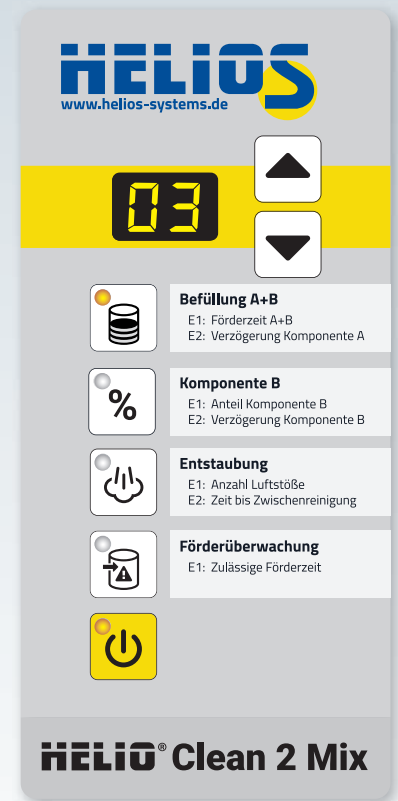 HELIOS
www.helios-systems.de
03
Befüllung A+B
E1: Förderzeit A+B
E2: Verzögerung Komponente A
%
Komponente B
E1: Anteil Komponente B
E2: Verzögerung Komponente B
Entstaubung
E1: Anzahl Luftstöße
E2: Zeit bis Zwischenreinigung
Förderüberwachung
E1: Zulässige Förderzeit
HELIO® Clean 2 Mix